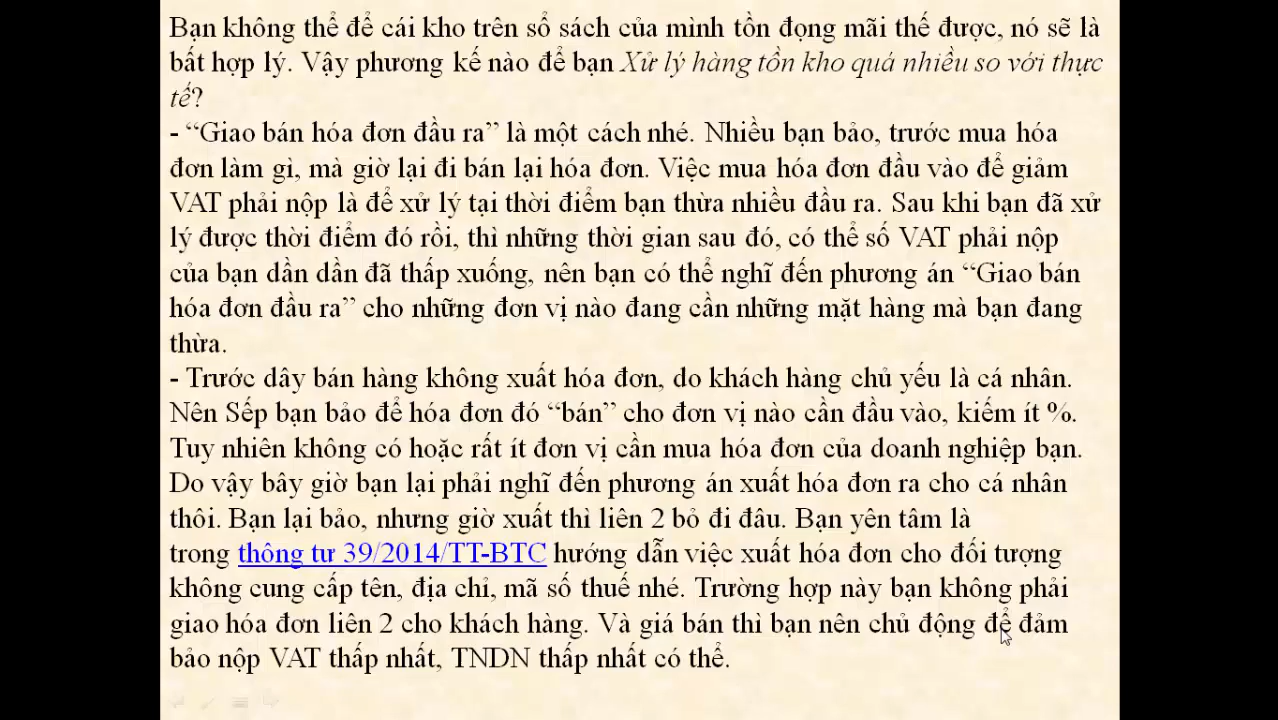 Bạn không thể để cái kho trên sổ sách của mình tồn đọng mãi thế được, nó sẽ là
bất hợp lý. Vậy phương kế nào để bạn Xử lý hàng tồn kho quá nhiều so với thực
tế?
- “Giao bán hóa đơn đầu ra” là một cách nhé. Nhiều bạn bảo, trước mua hóa
đơn làm gì, mà giờ lại đi bán lại hóa đơn. Việc mua hóa đơn đầu vào để giảm
VAT phải nộp là để xử lý tại thời điểm bạn thừa nhiều đầu ra. Sau khi bạn đã xử
lý được thời điểm đó rồi, thì những thời gian sau đó, có thể số VAT phải nộp
của bạn dần dần đã thấp xuống, nên bạn có thể nghĩ đến phương án “Giao bán
hóa đơn đầu ra” cho những đơn vị nào đang cần những mặt hàng mà bạn đang
thừa.
- Trước dây bán hàng không xuất hóa đơn, do khách hàng chủ yếu là cá nhân.
Nên Sếp bạn bảo để hóa đơn đó “bán” cho đơn vị nào cần đầu vào, kiếm ít %.
Tuy nhiên không có hoặc rất ít đơn vị cần mua hóa đơn của doanh nghiệp bạn.
Do vậy bây giờ bạn lại phải nghĩ đến phương án xuất hóa đơn ra cho cá nhân
thôi. Bạn lại bảo, nhưng giờ xuất thì liên 2 bỏ đi đâu. Bạn yên tâm là
trong thông tư 39/2014/TT-BTC hướng dẫn việc xuất hóa đơn cho đối tượng
không cung cấp tên, địa chỉ, mã số thuế nhé. Trường hợp này bạn không phải
giao hóa đơn liên 2 cho khách hàng. Và giá bán thì bạn nên chủ động để đảm
bảo nộp VAT thấp nhất, TNDN thấp nhất có thể.